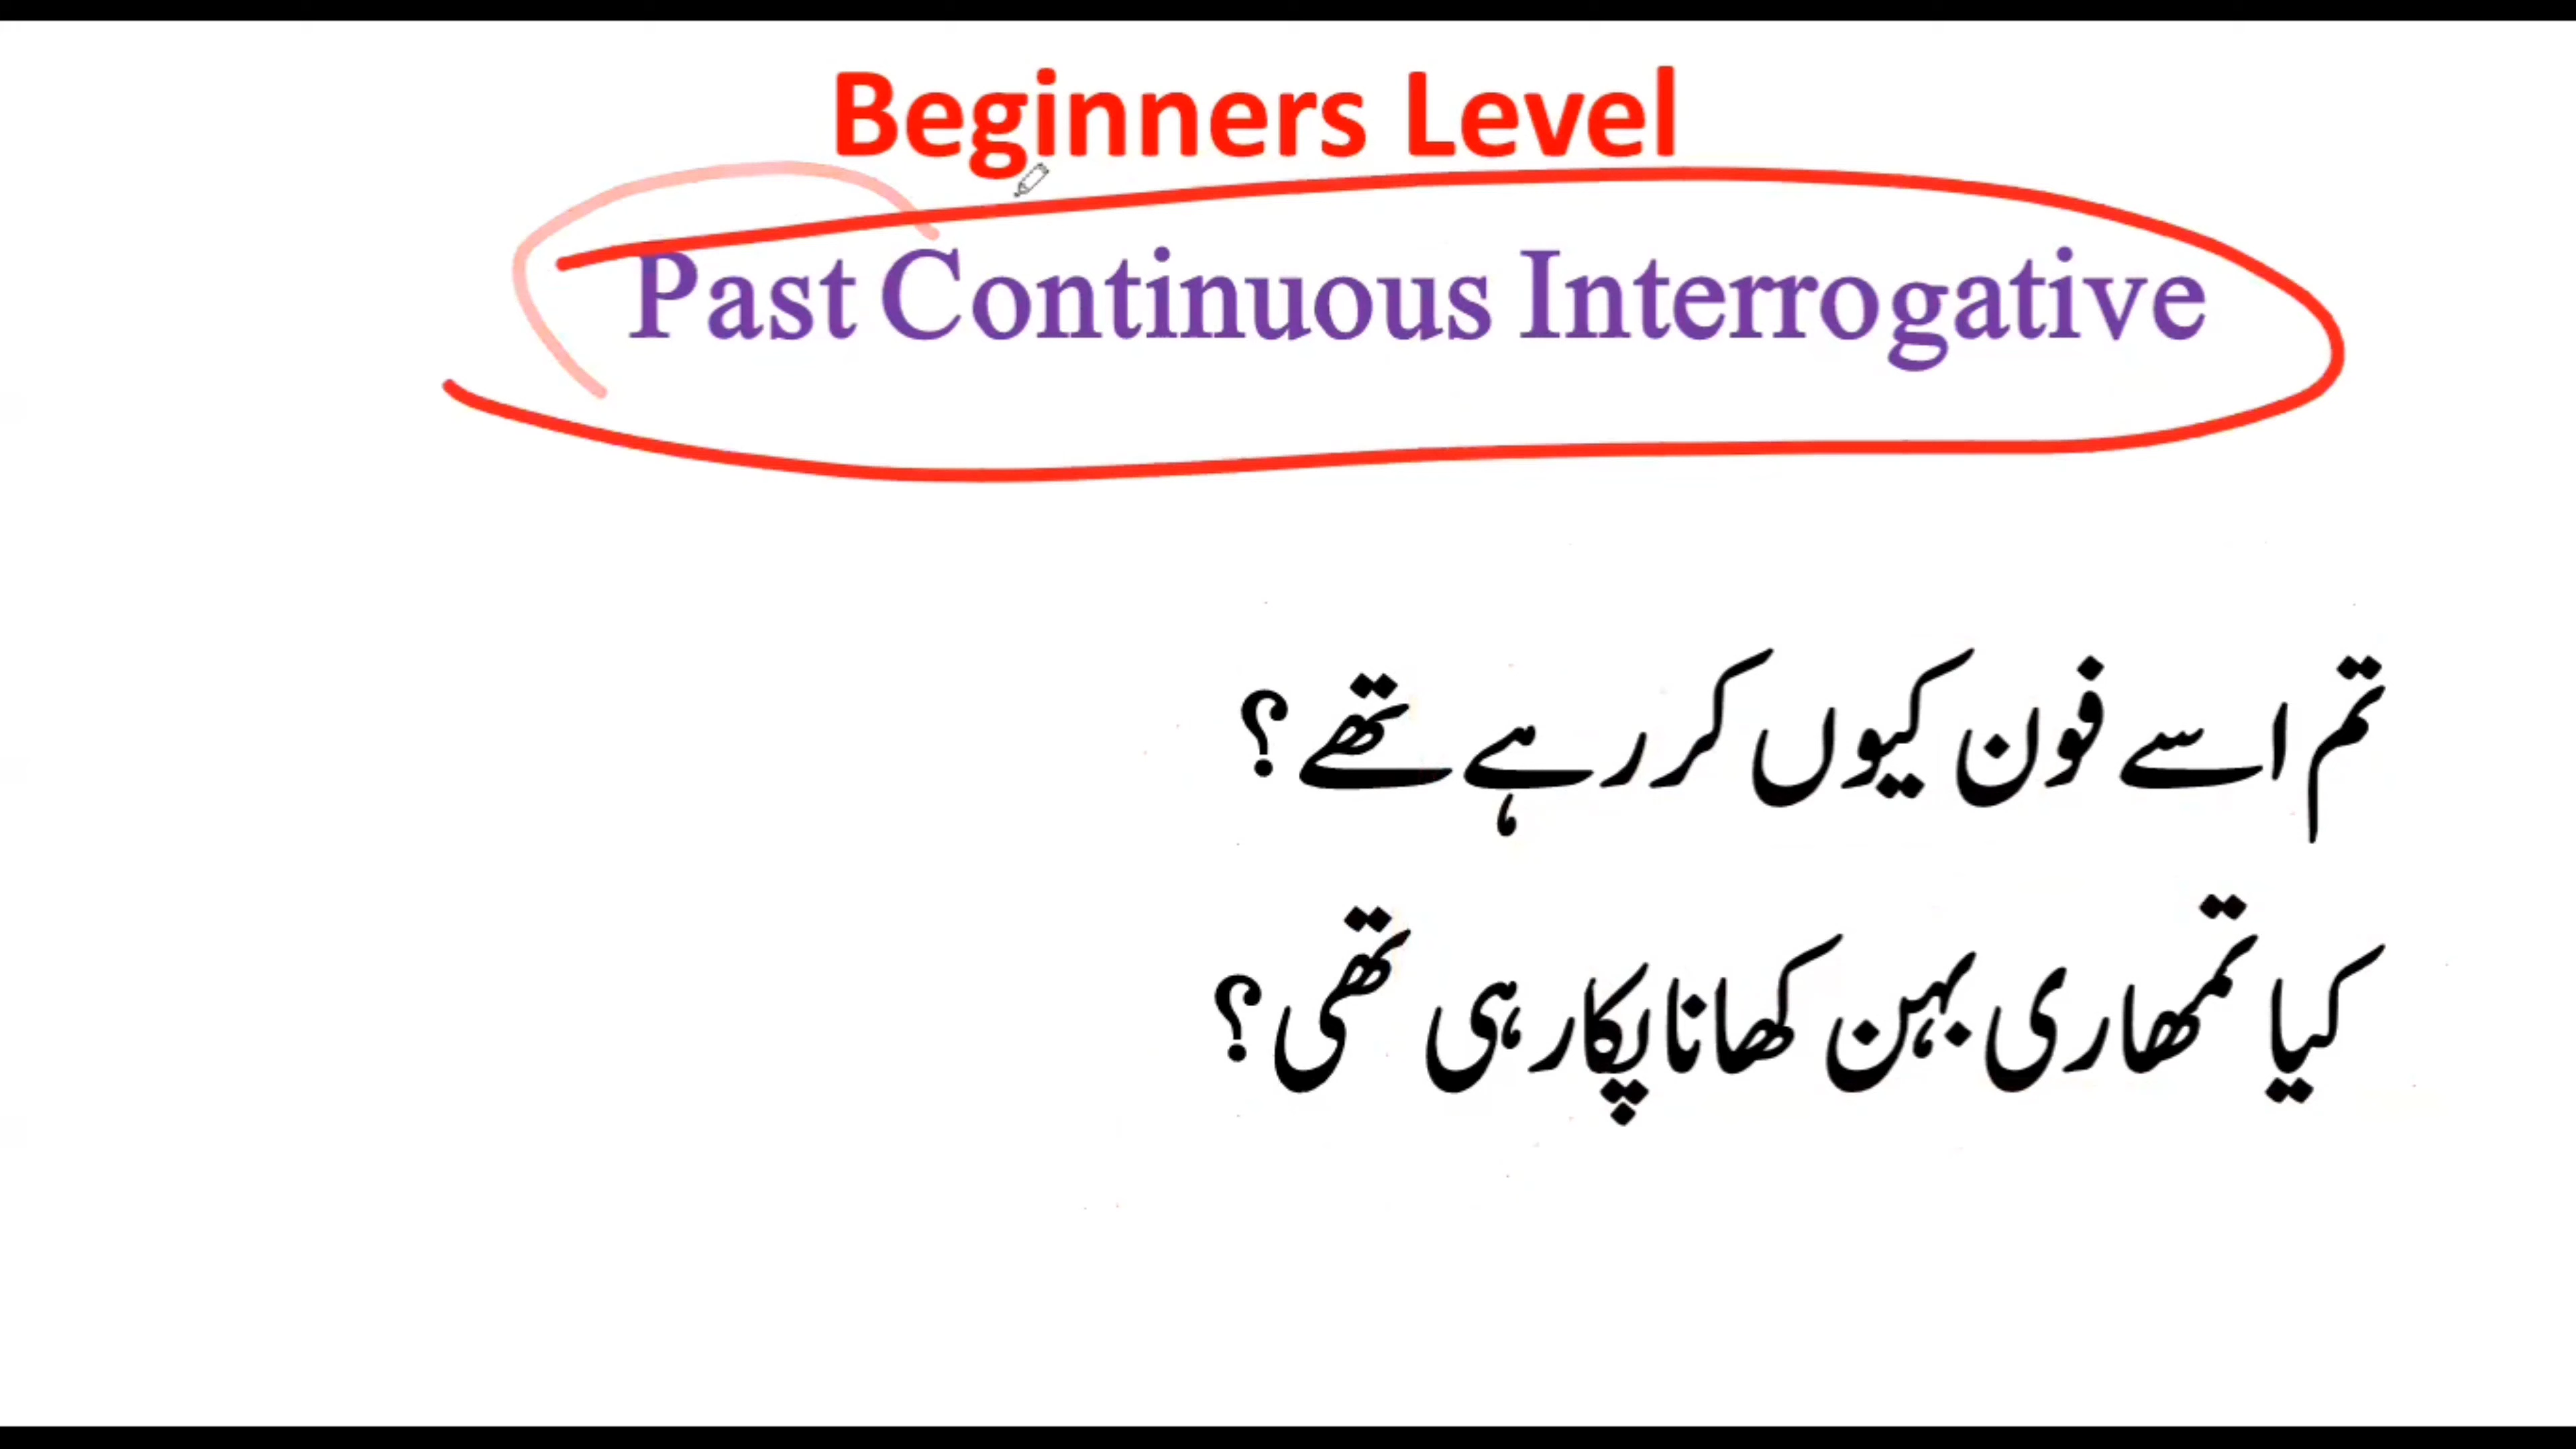 Beginners Level
Past Continuous Interrogative
تم اسے فون کیوں کر رہے تھے؟
کیا تمھاری بہن کھانا پکا رہی تھی؟